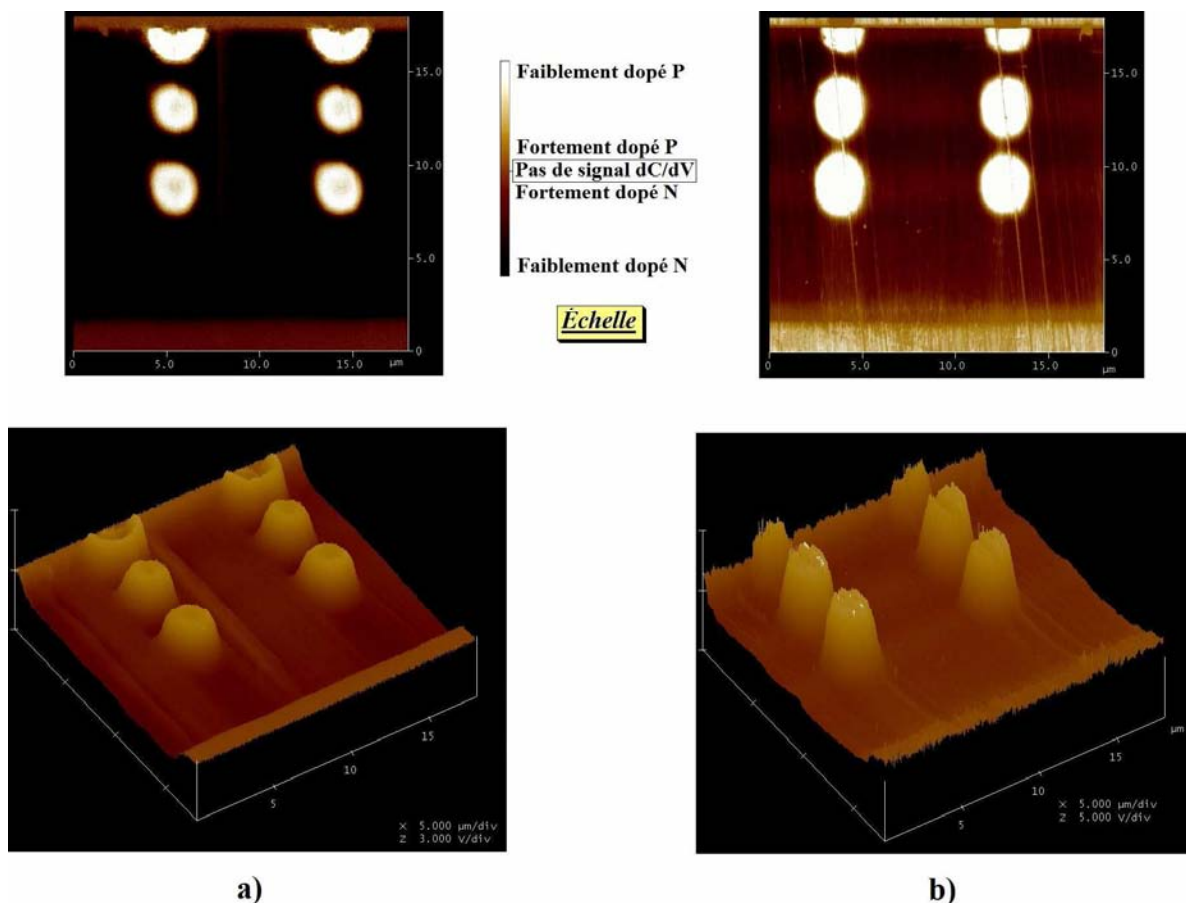 15.0
10.0
5.0
0
0
5.0
10.0
15.0
µm
Faiblement dopé P
Fortement dopé P
Pas de signal dC/dV
Fortement dopé N
Faiblement dopé N
Échelle
15.0
10.0
5.0
0
0
5.0
10.0
15.0
µm
5
10
15
X 5.000 µm/div
Z 3.000 V/div
5
10
15
µm
X 5.000 µm/div
Z 5.000 V/div
a)
b)